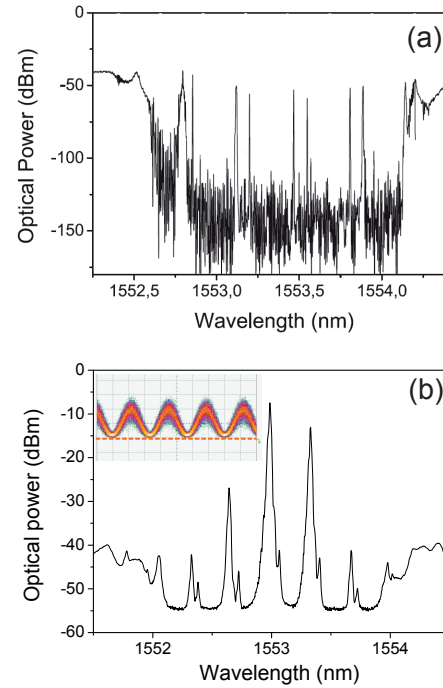 (a)
Optical Power (dBm)
0
-50
-100
-150
1552,5 1553,0 1553,5 1554,0
Wavelength (nm)
(b)
Optical power (dBm)
0
-10
-20
-30
-40
-50
-60
1552 1553 1554
Wavelength (nm)